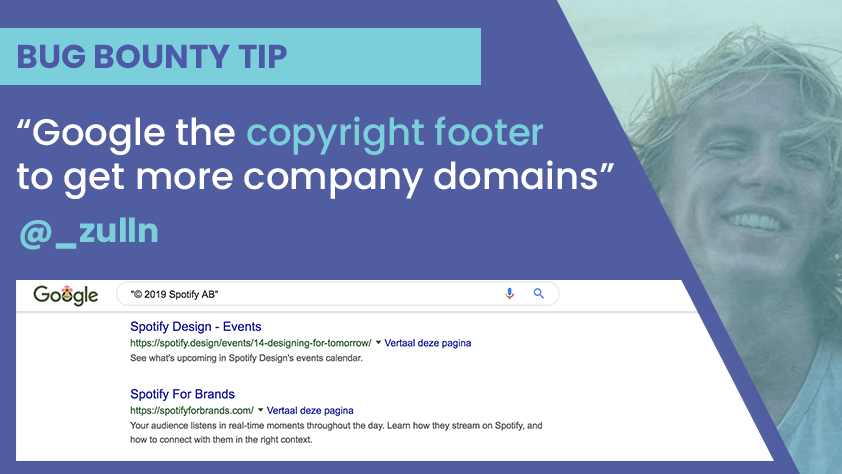 BUG BOUNTY TIP
“Google the copyright footer
to get more company domains”
@_zulln
Google
"© 2019 Spotify AB"
Spotify Design - Events
https://spotify.design/events/14-designing-for-tomorrow/ Vertaal deze pagina
See what's upcoming in Spotify Design's events calendar.
Spotify For Brands
https://spotifyforbrands.com/ Vertaal deze pagina
Your audience listens in real-time moments throughout the day. Learn how they stream on Spotify, and
how to connect with them in the right context.